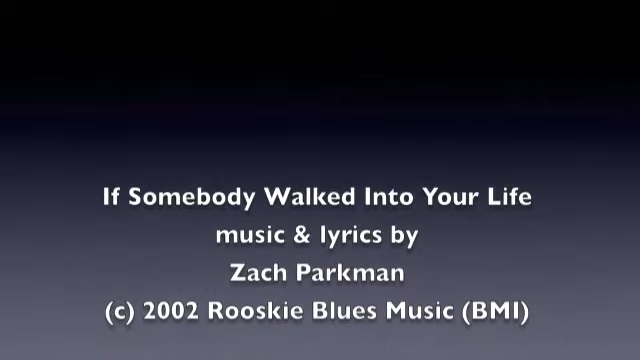 If Somebody Walked Into Your Life
music & lyrics by
Zach Parkman
(c) 2002 Rooskie Blues Music (BMI)